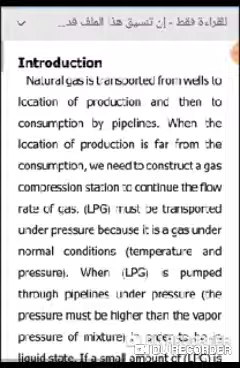 للقراءة فقط - إن تنسيق هذا الملف قد...
Introduction
Natural gas is transported from wells to
location of production and then to
consumption by pipelines. When the
location of production is far from the
consumption, we need to construct a gas
compression station to continue the flow
rate of gas. (LPG) must be transported
under pressure because it is a gas under
normal conditions (temperature and
pressure). When (LPG) is pumped
through pipelines under pressure (the
pressure must be higher than the vapor
pressure of mixture) in order to be in
liquid state. If a small amount of (LPG) is
RECORDER